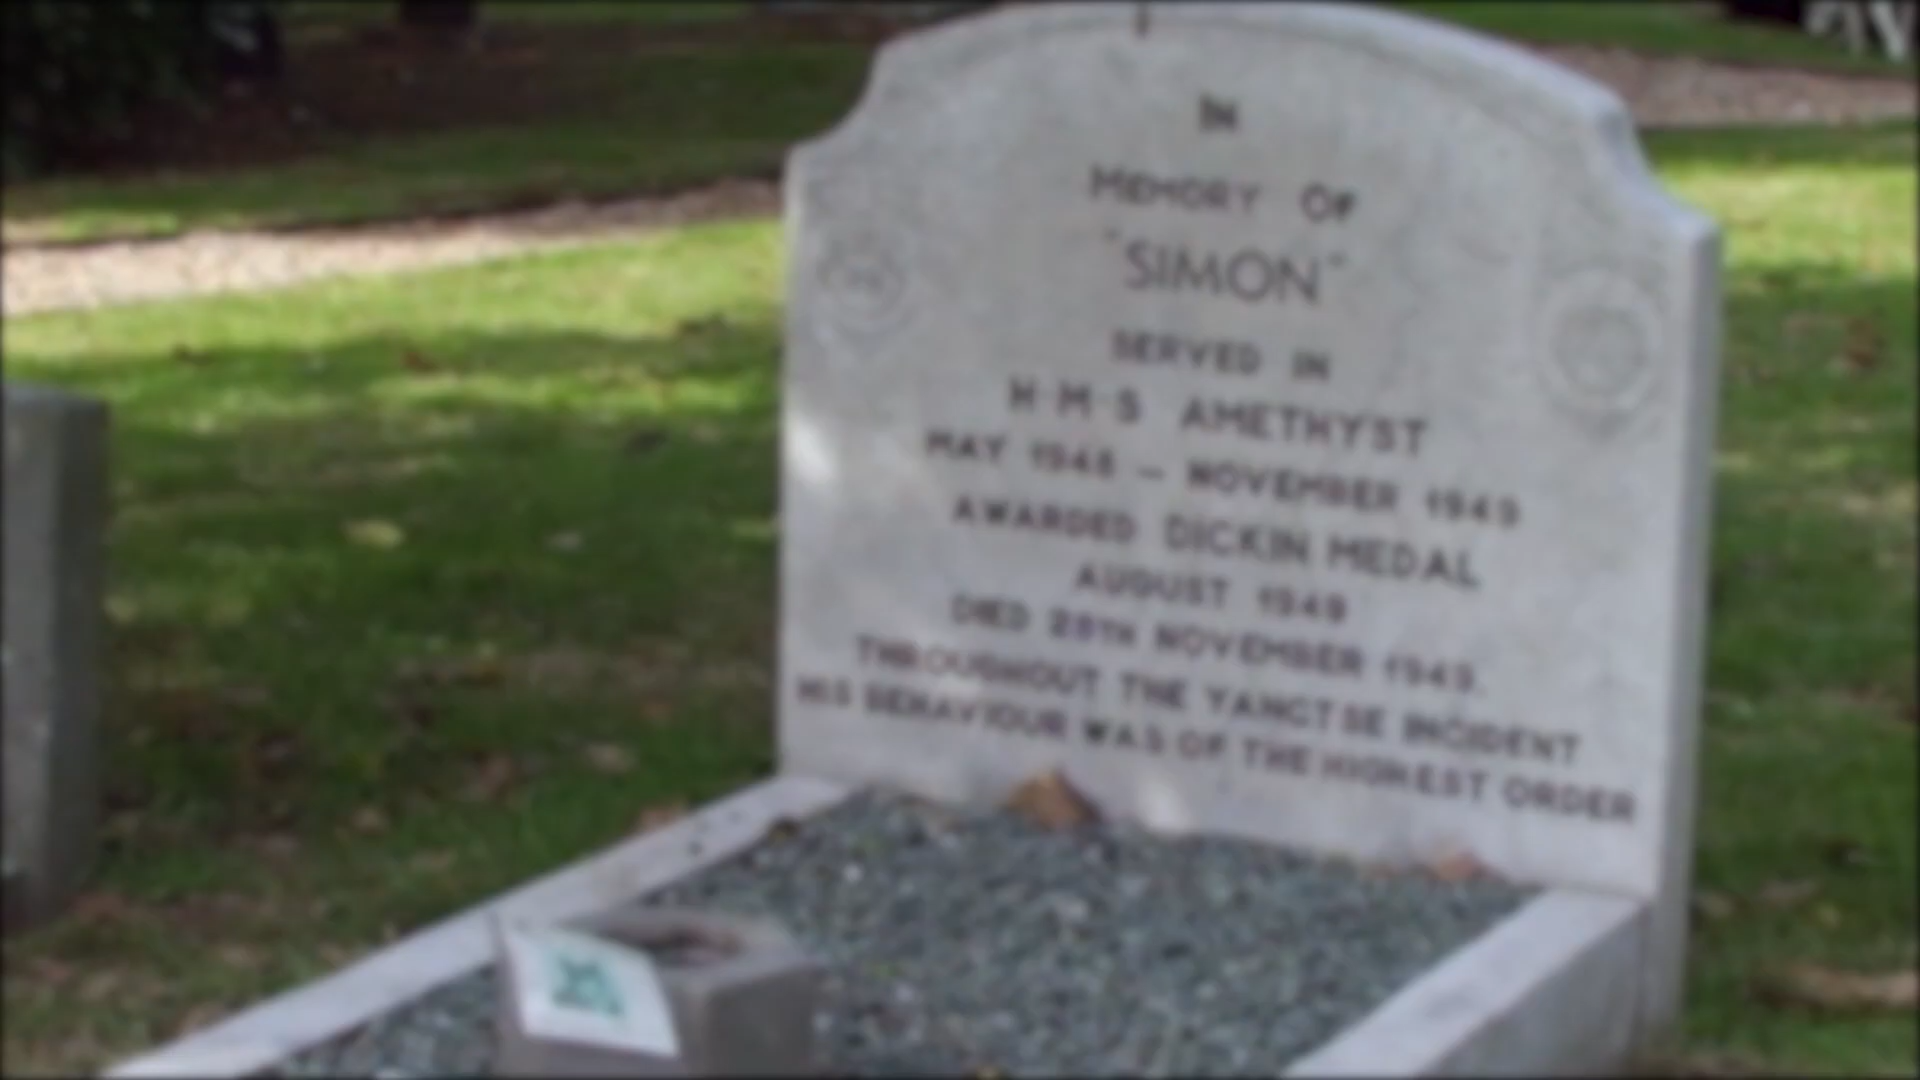 IN
MEMORY OF
"SIMON"
SERVED IN
H·M·S AMETHYST
MAY 1948 – NOVEMBER 1949
AWARDED DICKIN MEDAL
AUGUST 1949
DIED 28TH NOVEMBER 1949.
THROUGHOUT THE YANGTSE INCIDENT
HIS BEHAVIOUR WAS OF THE HIGHEST ORDER